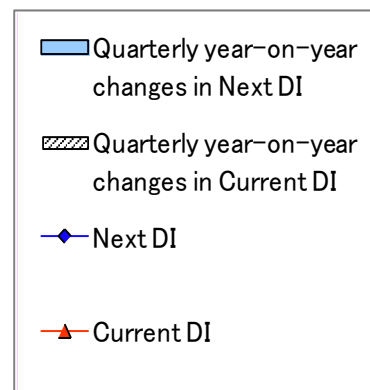 Quarterly year-on-year
changes in Next DI
Quarterly year-on-year
changes in Current DI
Next DI
Current DI